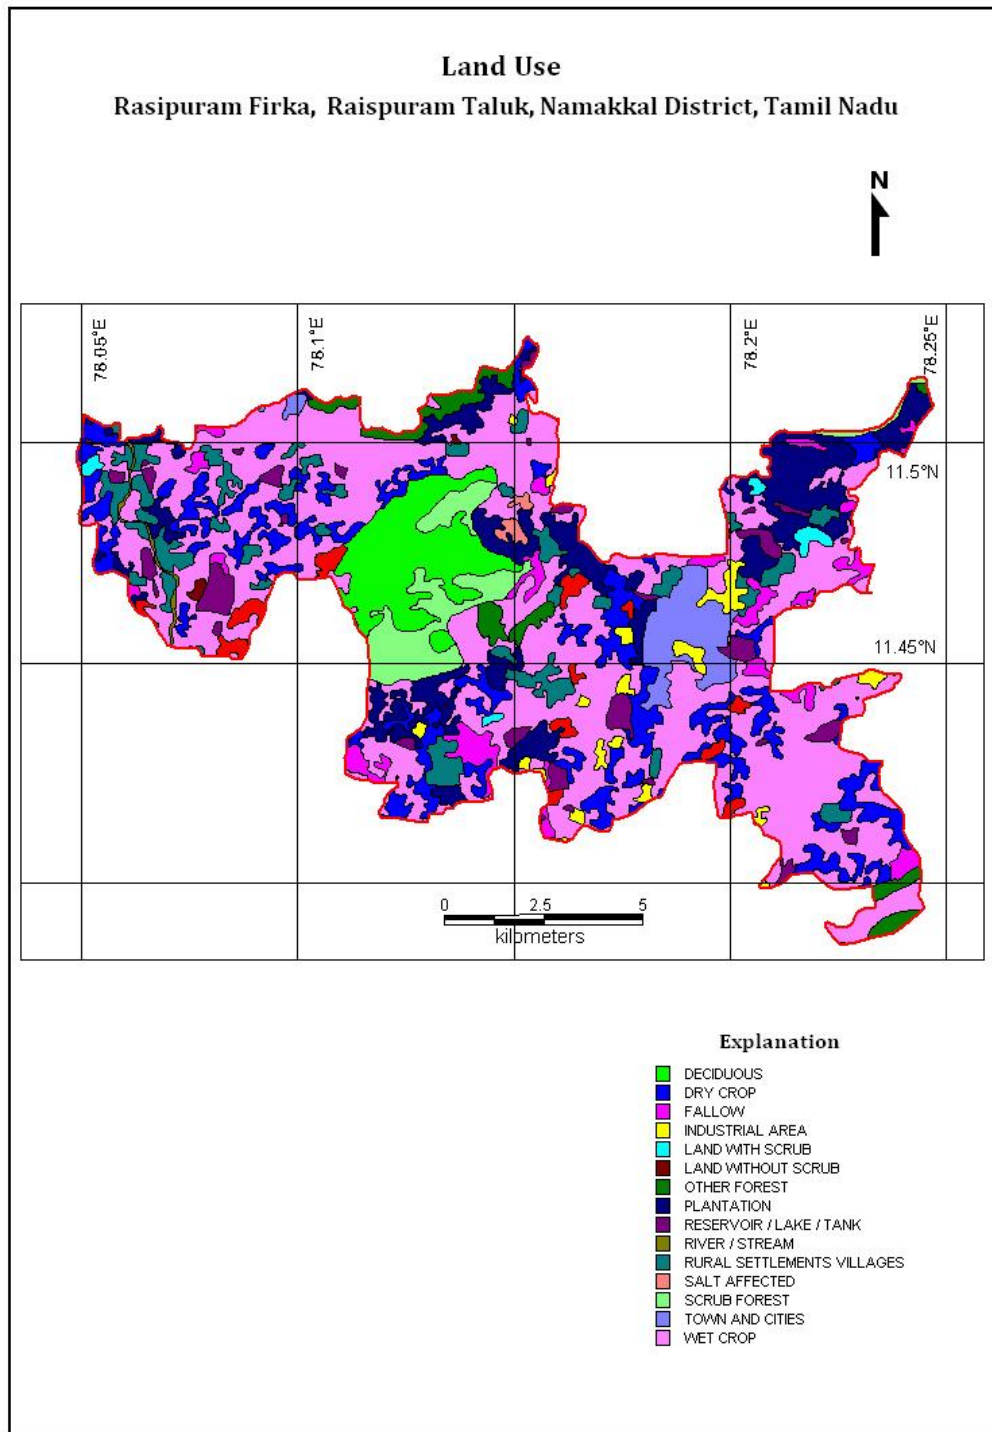 Land Use
Rasipuram Firka, Raispuram Taluk, Namakkal District, Tamil Nadu
N
78.05°E
78.1°E
78.2°E
78.25°E
11.5°N
11.45°N
0 2.5 5
kilometers
Explanation
DECIDUOUS
DRY CROP
FALLOW
INDUSTRIAL AREA
LAND WITH SCRUB
LAND WITHOUT SCRUB
OTHER FOREST
PLANTATION
RESERVOIR / LAKE / TANK
RIVER / STREAM
RURAL SETTLEMENTS VILLAGES
SALT AFFECTED
SCRUB FOREST
TOWN AND CITIES
WET CROP